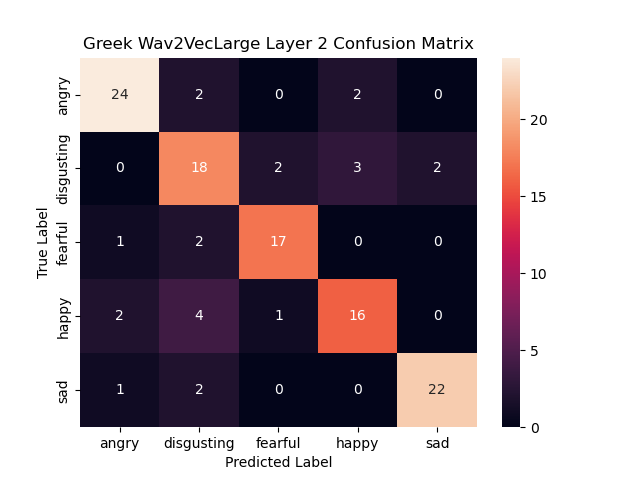 Greek Wav2VecLarge Layer 2 Confusion Matrix
True Label
angry 24 2 0 2 0
disgusting 0 18 2 3 2
fearful 1 2 17 0 0
happy 2 4 1 16 0
sad 1 2 0 0 22
angry disgusting fearful happy sad
Predicted Label
20
15
10
5
0